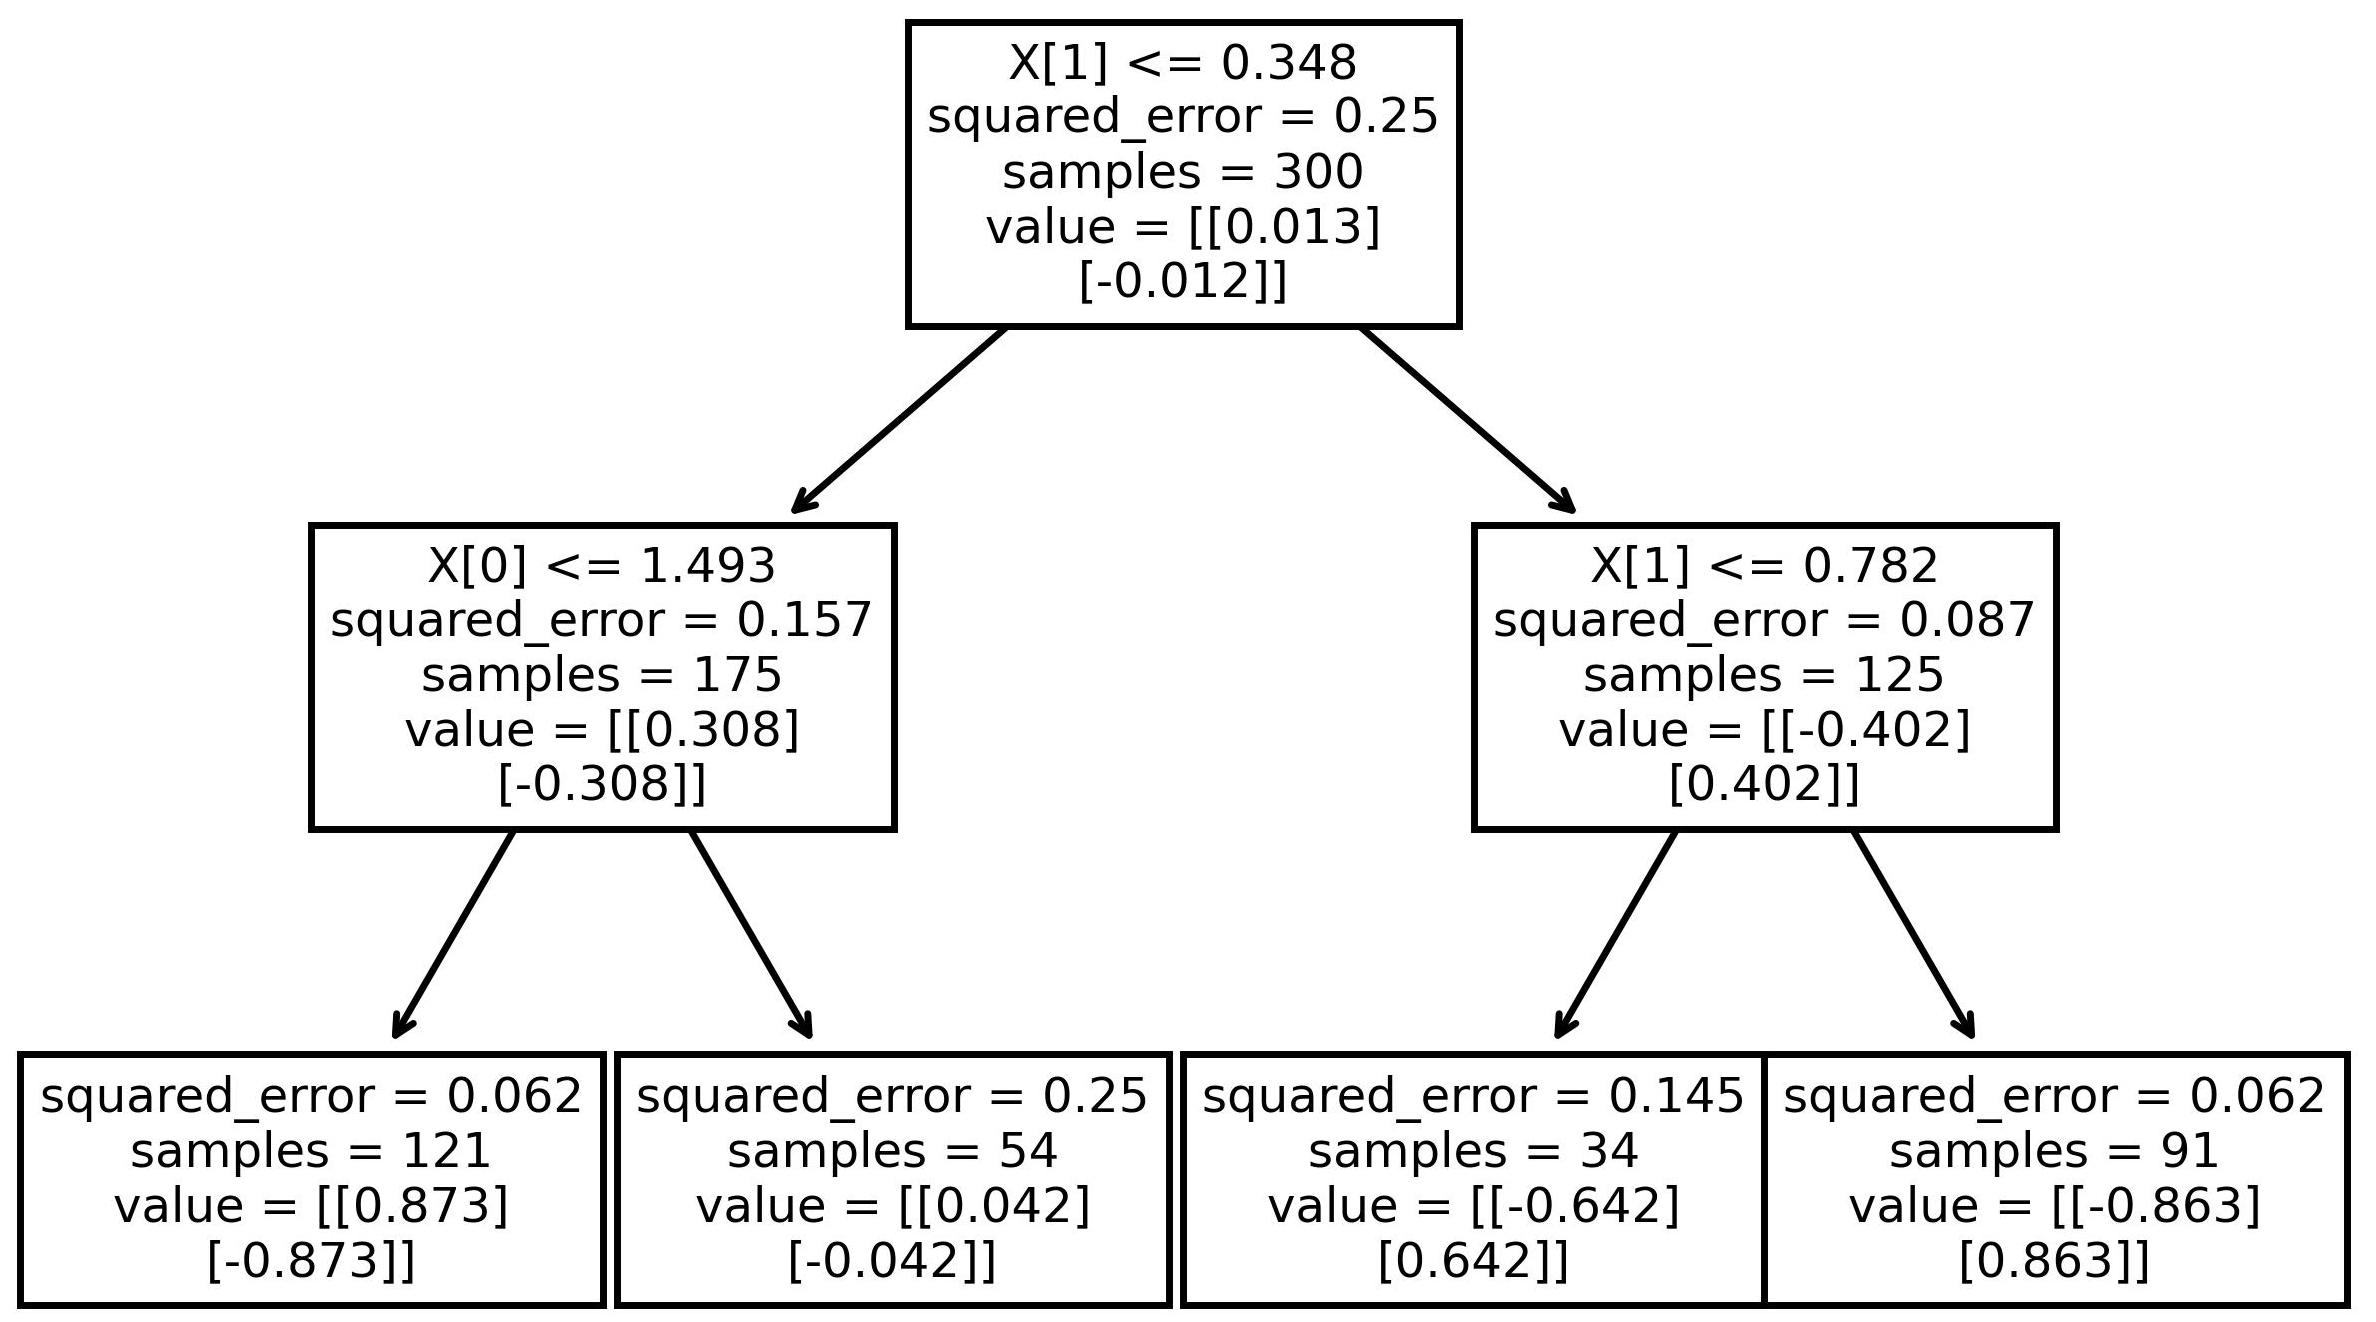 X[1] <= 0.348
squared_error = 0.25
samples = 300
value = [[0.013]
[-0.012]]
X[0] <= 1.493
squared_error = 0.157
samples = 175
value = [[0.308]
[-0.308]]
X[1] <= 0.782
squared_error = 0.087
samples = 125
value = [[-0.402]
[0.402]]
squared_error = 0.062
samples = 121
value = [[0.873]
[-0.873]]
squared_error = 0.25
samples = 54
value = [[0.042]
[-0.042]]
squared_error = 0.145
samples = 34
value = [[-0.642]
[0.642]]
squared_error = 0.062
samples = 91
value = [[-0.863]
[0.863]]